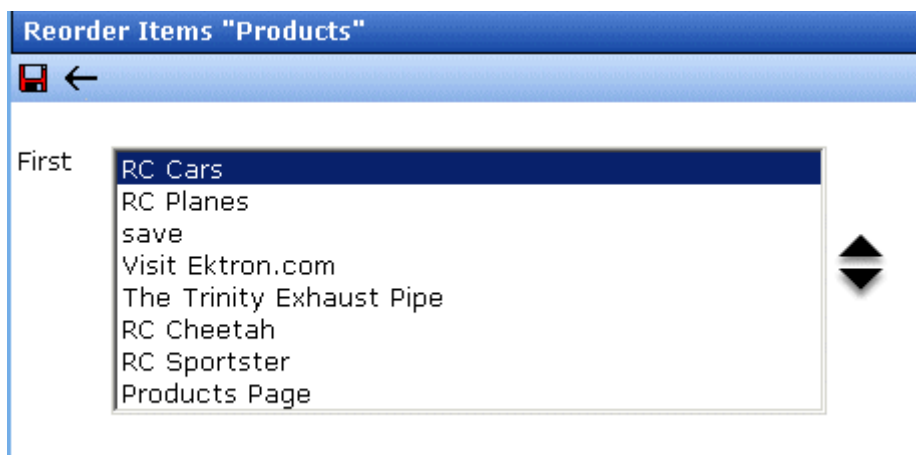 Reorder Items "Products"
First
RC Cars
RC Planes
save
Visit Ektron.com
The Trinity Exhaust Pipe
RC Cheetah
RC Sportster
Products Page